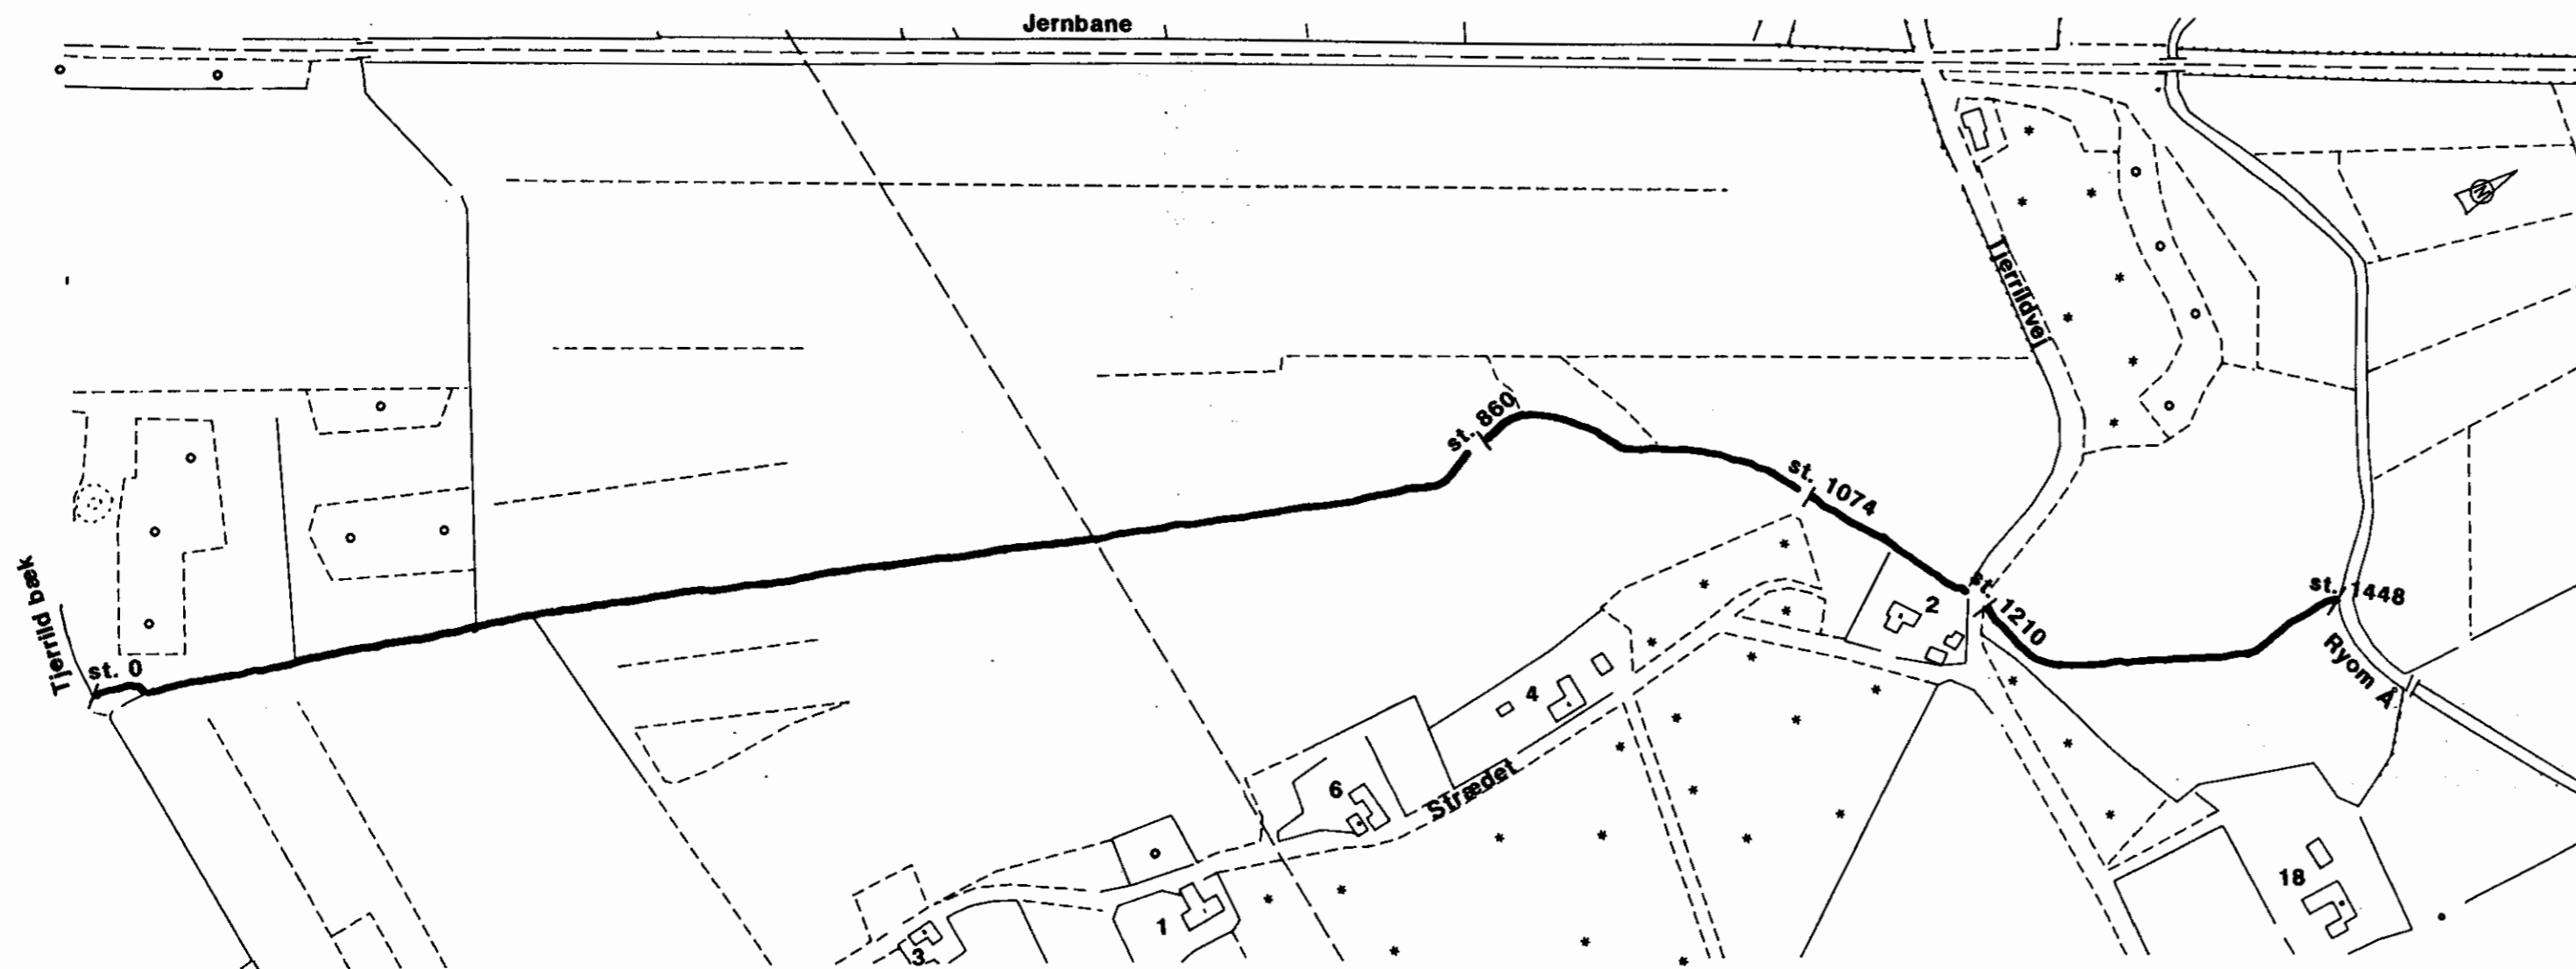 Jernbane
Tjerrildvej
st. 860
st. 1074
Tjerrild bæk
st. 0
st. 1210
2
st. 1448
Ryom Å
4
6
Strædet
1
3
18